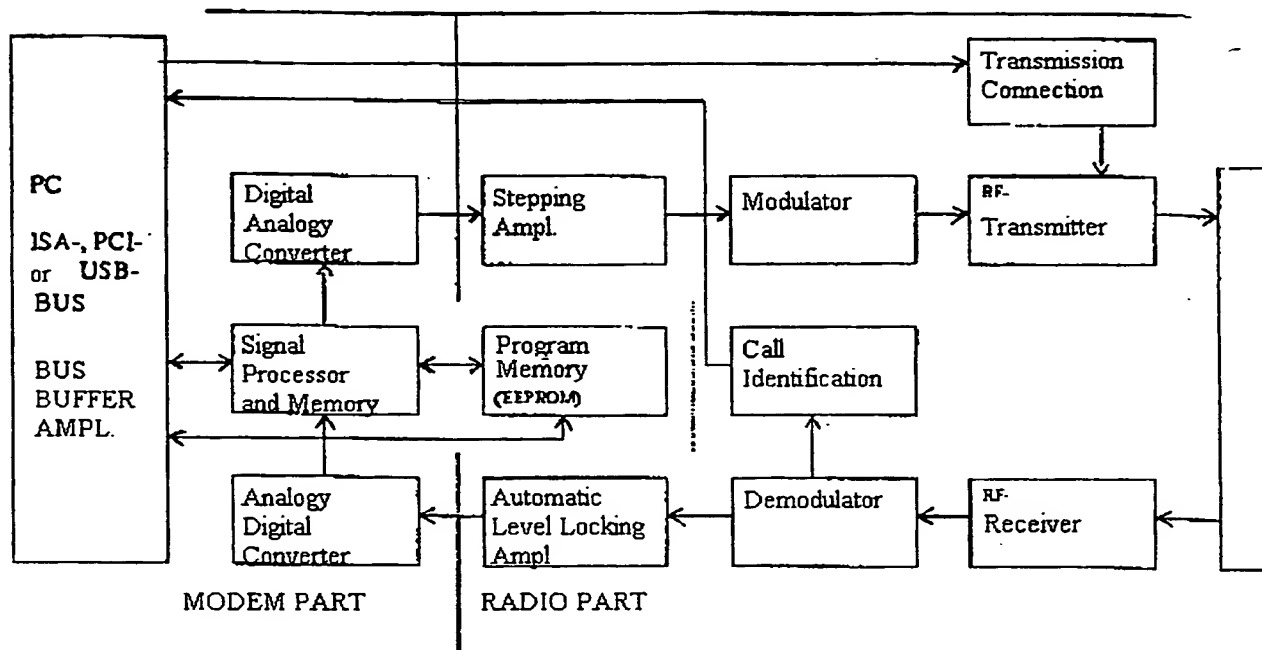 Transmission
Connection
PC
ISA-, PCI-
or USB-
BUS
BUS
BUFFER
AMPL.
Digital
Analogy
Converter
Stepping
Ampl.
Modulator
RF-
Transmitter
Signal
Processor
and Memory
Program
Memory
(EEPROM)
Call
Identification
Analogy
Digital
Converter
Automatic
Level Locking
Ampl
Demodulator
RF-
Receiver
MODEM PART
RADIO PART